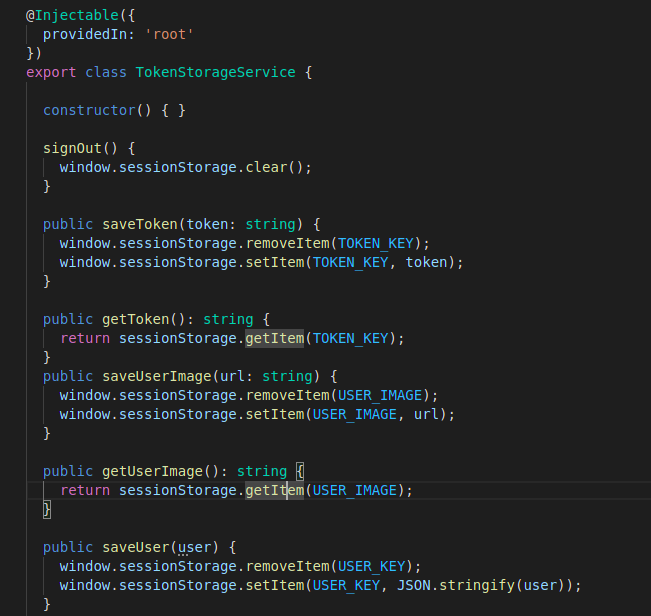 @Injectable({
  providedIn: 'root'
})
export class TokenStorageService {
  constructor() { }
  signOut() {
    window.sessionStorage.clear();
  }
  public saveToken(token: string) {
    window.sessionStorage.removeItem(TOKEN_KEY);
    window.sessionStorage.setItem(TOKEN_KEY, token);
  }
  public getToken(): string {
    return sessionStorage.getItem(TOKEN_KEY);
  }
  public saveUserImage(url: string) {
    window.sessionStorage.removeItem(USER_IMAGE);
    window.sessionStorage.setItem(USER_IMAGE, url);
  }
  public getUserImage(): string {
    return sessionStorage.getItem(USER_IMAGE);
  }
  public saveUser(user) {
    window.sessionStorage.removeItem(USER_KEY);
    window.sessionStorage.setItem(USER_KEY, JSON.stringify(user));
  }